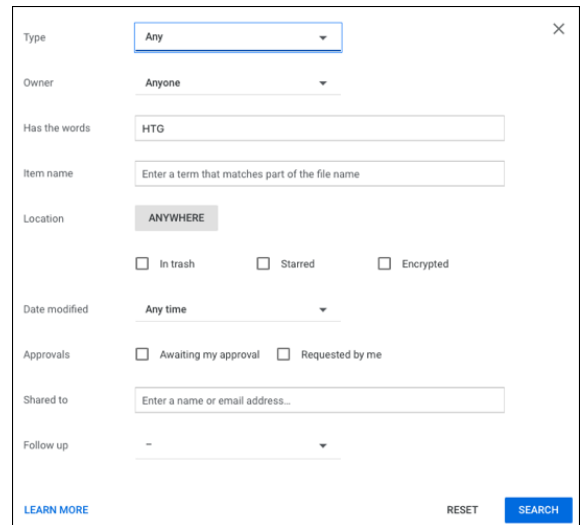 Type Any
Owner Anyone
Has the words HTG
Item name Enter a term that matches part of the file name
Location ANYWHERE
In trash Starred Encrypted
Date modified Any time
Approvals Awaiting my approval Requested by me
Shared to Enter a name or email address...
Follow up –
LEARN MORE RESET SEARCH